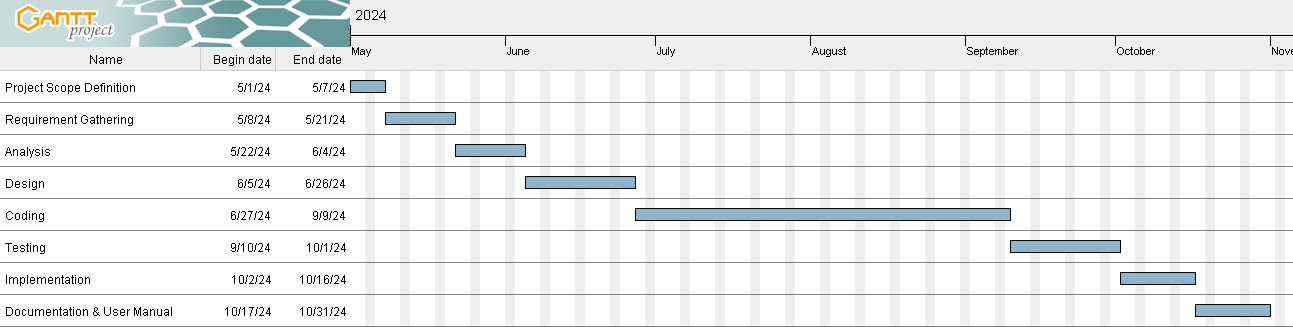 GANTT project
2024
May June July August September October Nove
Name Begin date End date
Project Scope Definition 5/1/24 5/7/24
Requirement Gathering 5/8/24 5/21/24
Analysis 5/22/24 6/4/24
Design 6/5/24 6/26/24
Coding 6/27/24 9/9/24
Testing 9/10/24 10/1/24
Implementation 10/2/24 10/16/24
Documentation & User Manual 10/17/24 10/31/24